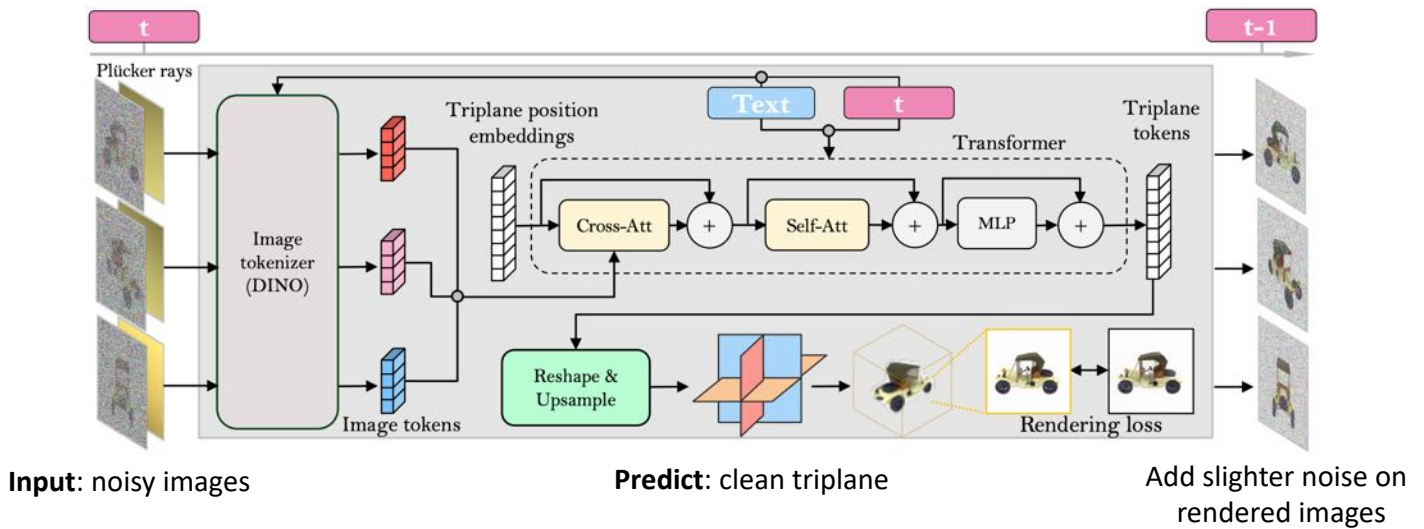 t
t-1
Plücker rays
Text
t
Triplane position
embeddings
Transformer
Triplane
tokens
Cross-Att
+
Self-Att
+
MLP
+
Image
tokenizer
(DINO)
Reshape &
Upsample
Image tokens
Rendering loss
Input: noisy images
Predict: clean triplane
Add slighter noise on
rendered images